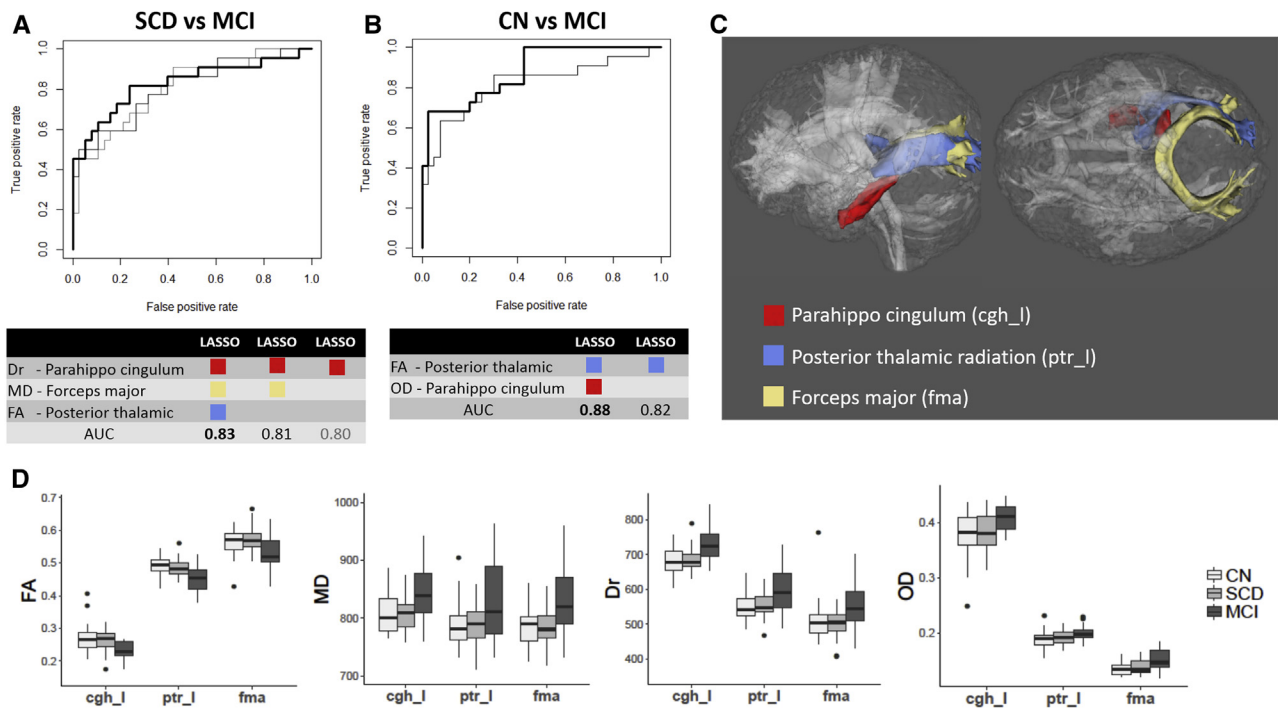 A
SCD vs MCI
True positive rate
0.0
0.2
0.4
0.6
0.8
1.0
0.0 0.2 0.4 0.6 0.8 1.0
False positive rate
LASSO LASSO LASSO
Dr - Parahippo cingulum
MD - Forceps major
FA - Posterior thalamic
AUC 0.83 0.81 0.80
B
CN vs MCI
True positive rate
0.0
0.2
0.4
0.6
0.8
1.0
0.0 0.2 0.4 0.6 0.8 1.0
False positive rate
LASSO LASSO
FA - Posterior thalamic
OD - Parahippo cingulum
AUC 0.88 0.82
C
Parahippo cingulum (cgh_l)
Posterior thalamic radiation (ptr_l)
Forceps major (fma)
D
FA
0.7
0.6
0.5
0.4
0.3
0.2
cgh_l ptr_l fma
MD
1000
900
800
700
cgh_l ptr_l fma
Dr
800
700
600
500
400
cgh_l ptr_l fma
OD
0.4
0.3
0.2
cgh_l ptr_l fma
CN
SCD
MCI